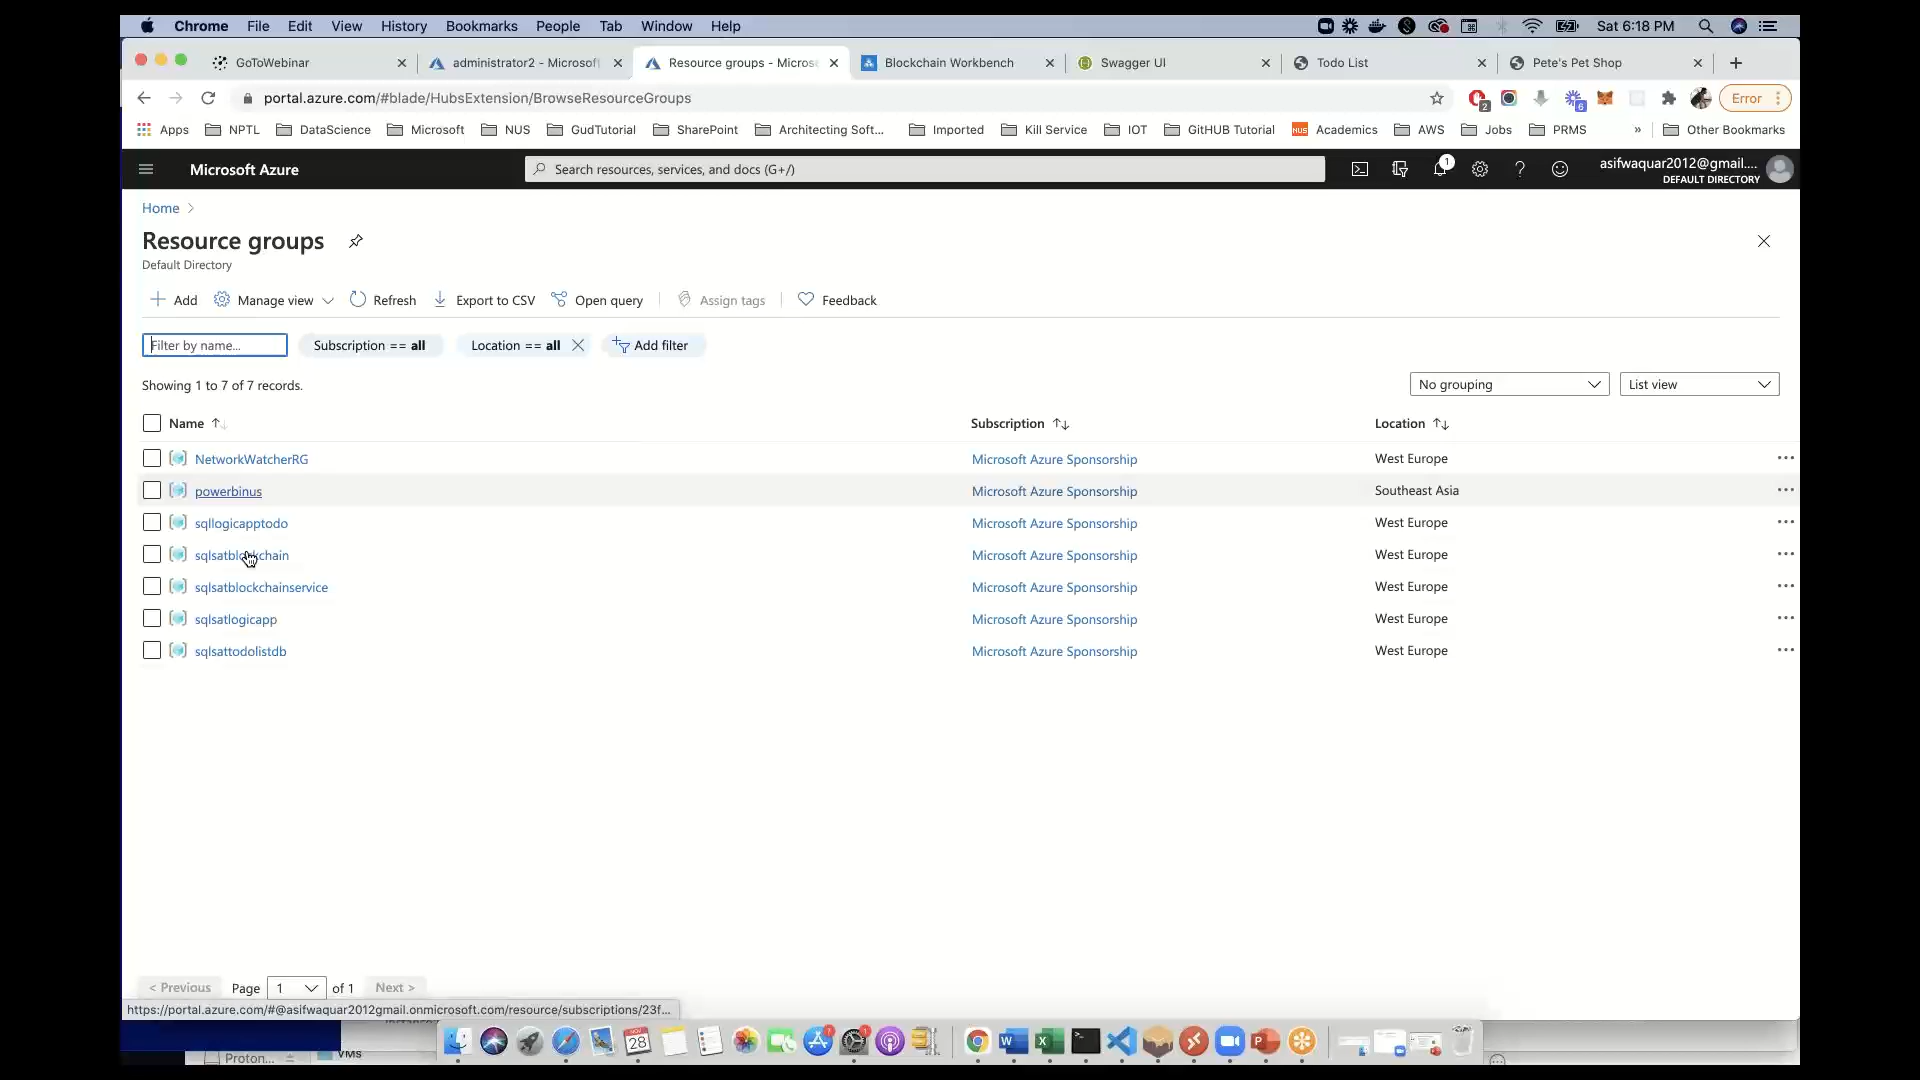 Chrome File Edit View History Bookmarks People Tab Window Help Sat 6:18 PM
GoToWebinar administrator2 - Microsoft Resource groups - Micros Blockchain Workbench Swagger UI Todo List Pete's Pet Shop
portal.azure.com/#blade/HubsExtension/BrowseResourceGroups 2 6 Error
Apps NPTL DataScience Microsoft NUS GudTutorial SharePoint Architecting Soft... Imported Kill Service IOT GitHUB Tutorial NUS Academics AWS Jobs PRMS » Other Bookmarks
Microsoft Azure Search resources, services, and docs (G+/) 1 asifwaquar2012@gmail....
DEFAULT DIRECTORY
Home >
Resource groups
Default Directory
Add Manage view Refresh Export to CSV Open query Assign tags Feedback
Filter by name... Subscription == all Location == all Add filter
Showing 1 to 7 of 7 records. No grouping List view
Name Subscription Location
NetworkWatcherRG Microsoft Azure Sponsorship West Europe ...
powerbinus Microsoft Azure Sponsorship Southeast Asia ...
sqllogicapptodo Microsoft Azure Sponsorship West Europe ...
sqlsatblockchain Microsoft Azure Sponsorship West Europe ...
sqlsatblockchainservice Microsoft Azure Sponsorship West Europe ...
sqlsatlogicapp Microsoft Azure Sponsorship West Europe ...
sqlsattodolistdb Microsoft Azure Sponsorship West Europe ...
< Previous Page 1 of 1 Next >
https://portal.azure.com/#@asifwaquar2012gmail.onmicrosoft.com/resource/subscriptions/23f...
NOV 28
Proton... VMS